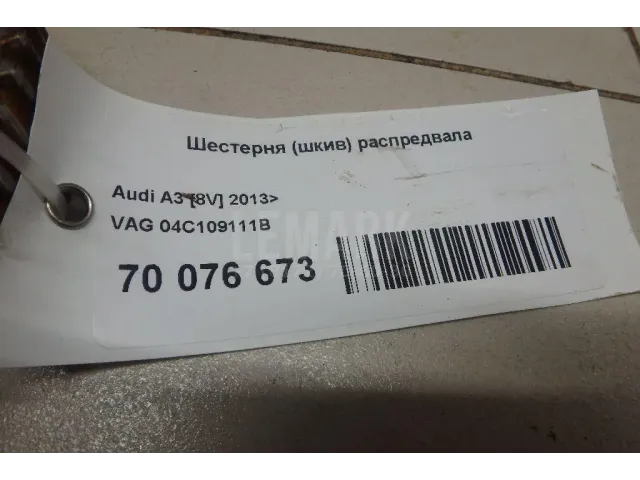 Шестерня (шкив) распредвала
Audi A3 [8V] 2013>
VAG 04C109111B
LEMARK
70 076 673